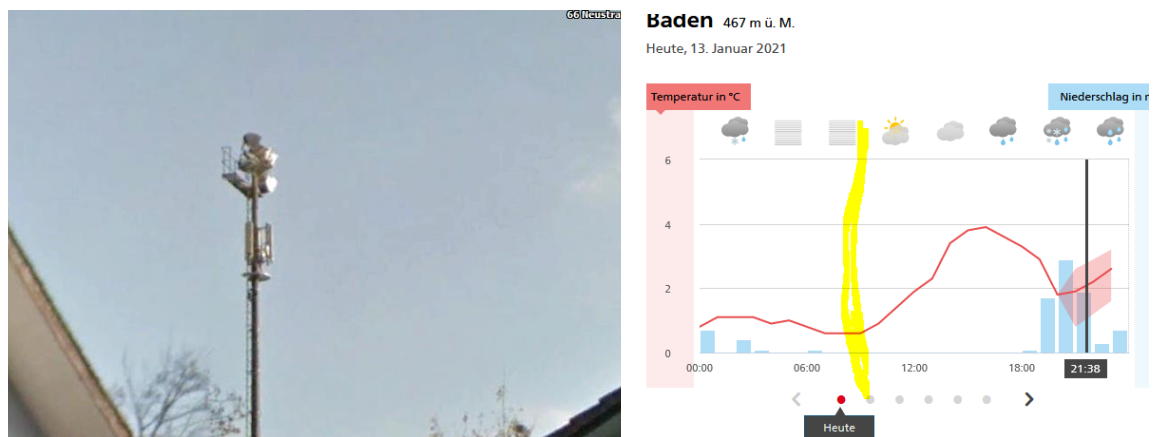 66 Neustra
Baden 467 m ü. M.
Heute, 13. Januar 2021
Temperatur in °C
Niederschlag in
6
4
2
0
00:00 06:00 12:00 18:00 21:38
Heute